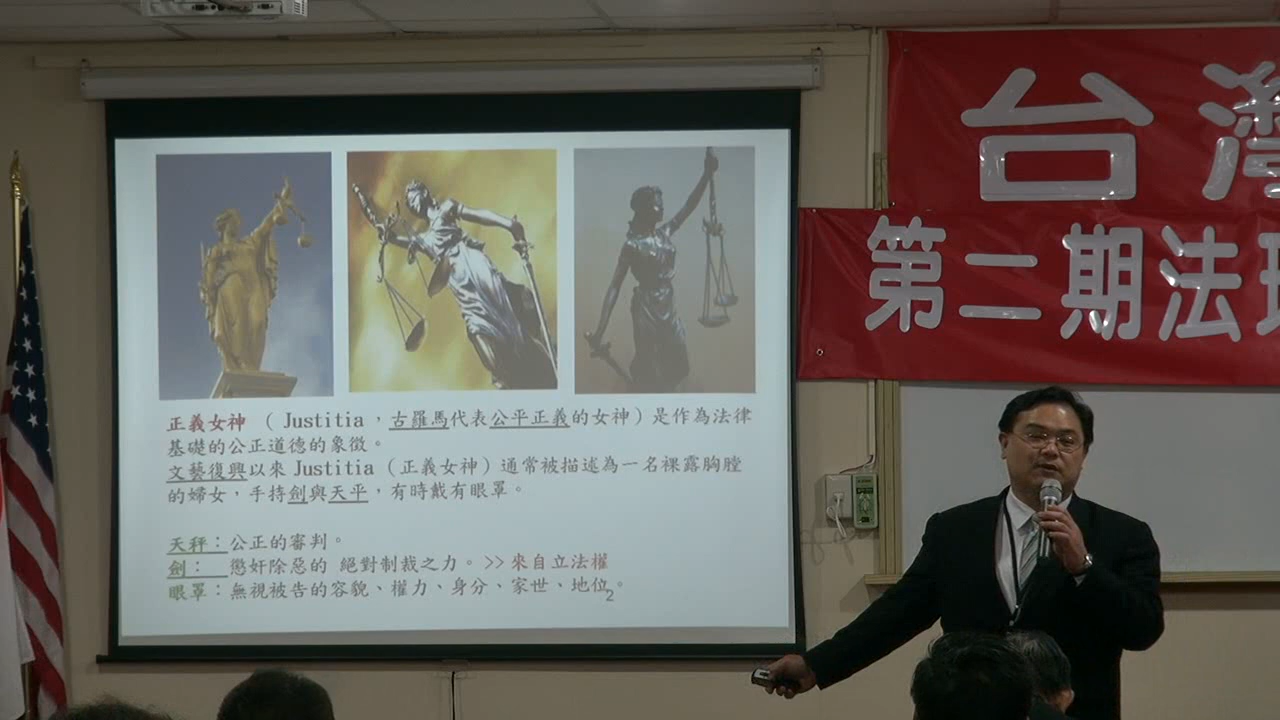 台灣
第二期法理
正義女神 （ Justitia ，古羅馬代表公平正義的女神）是作為法律
基礎的公正道德的象徵。
文藝復興以來 Justitia （正義女神）通常被描述為一名裸露胸膛
的婦女，手持劍與天平，有時戴有眼罩。
天秤：公正的審判。
劍： 懲奸除惡的 絕對制裁之力。 >> 來自立法權
眼罩：無視被告的容貌、權力、身分、家世、地位。
2